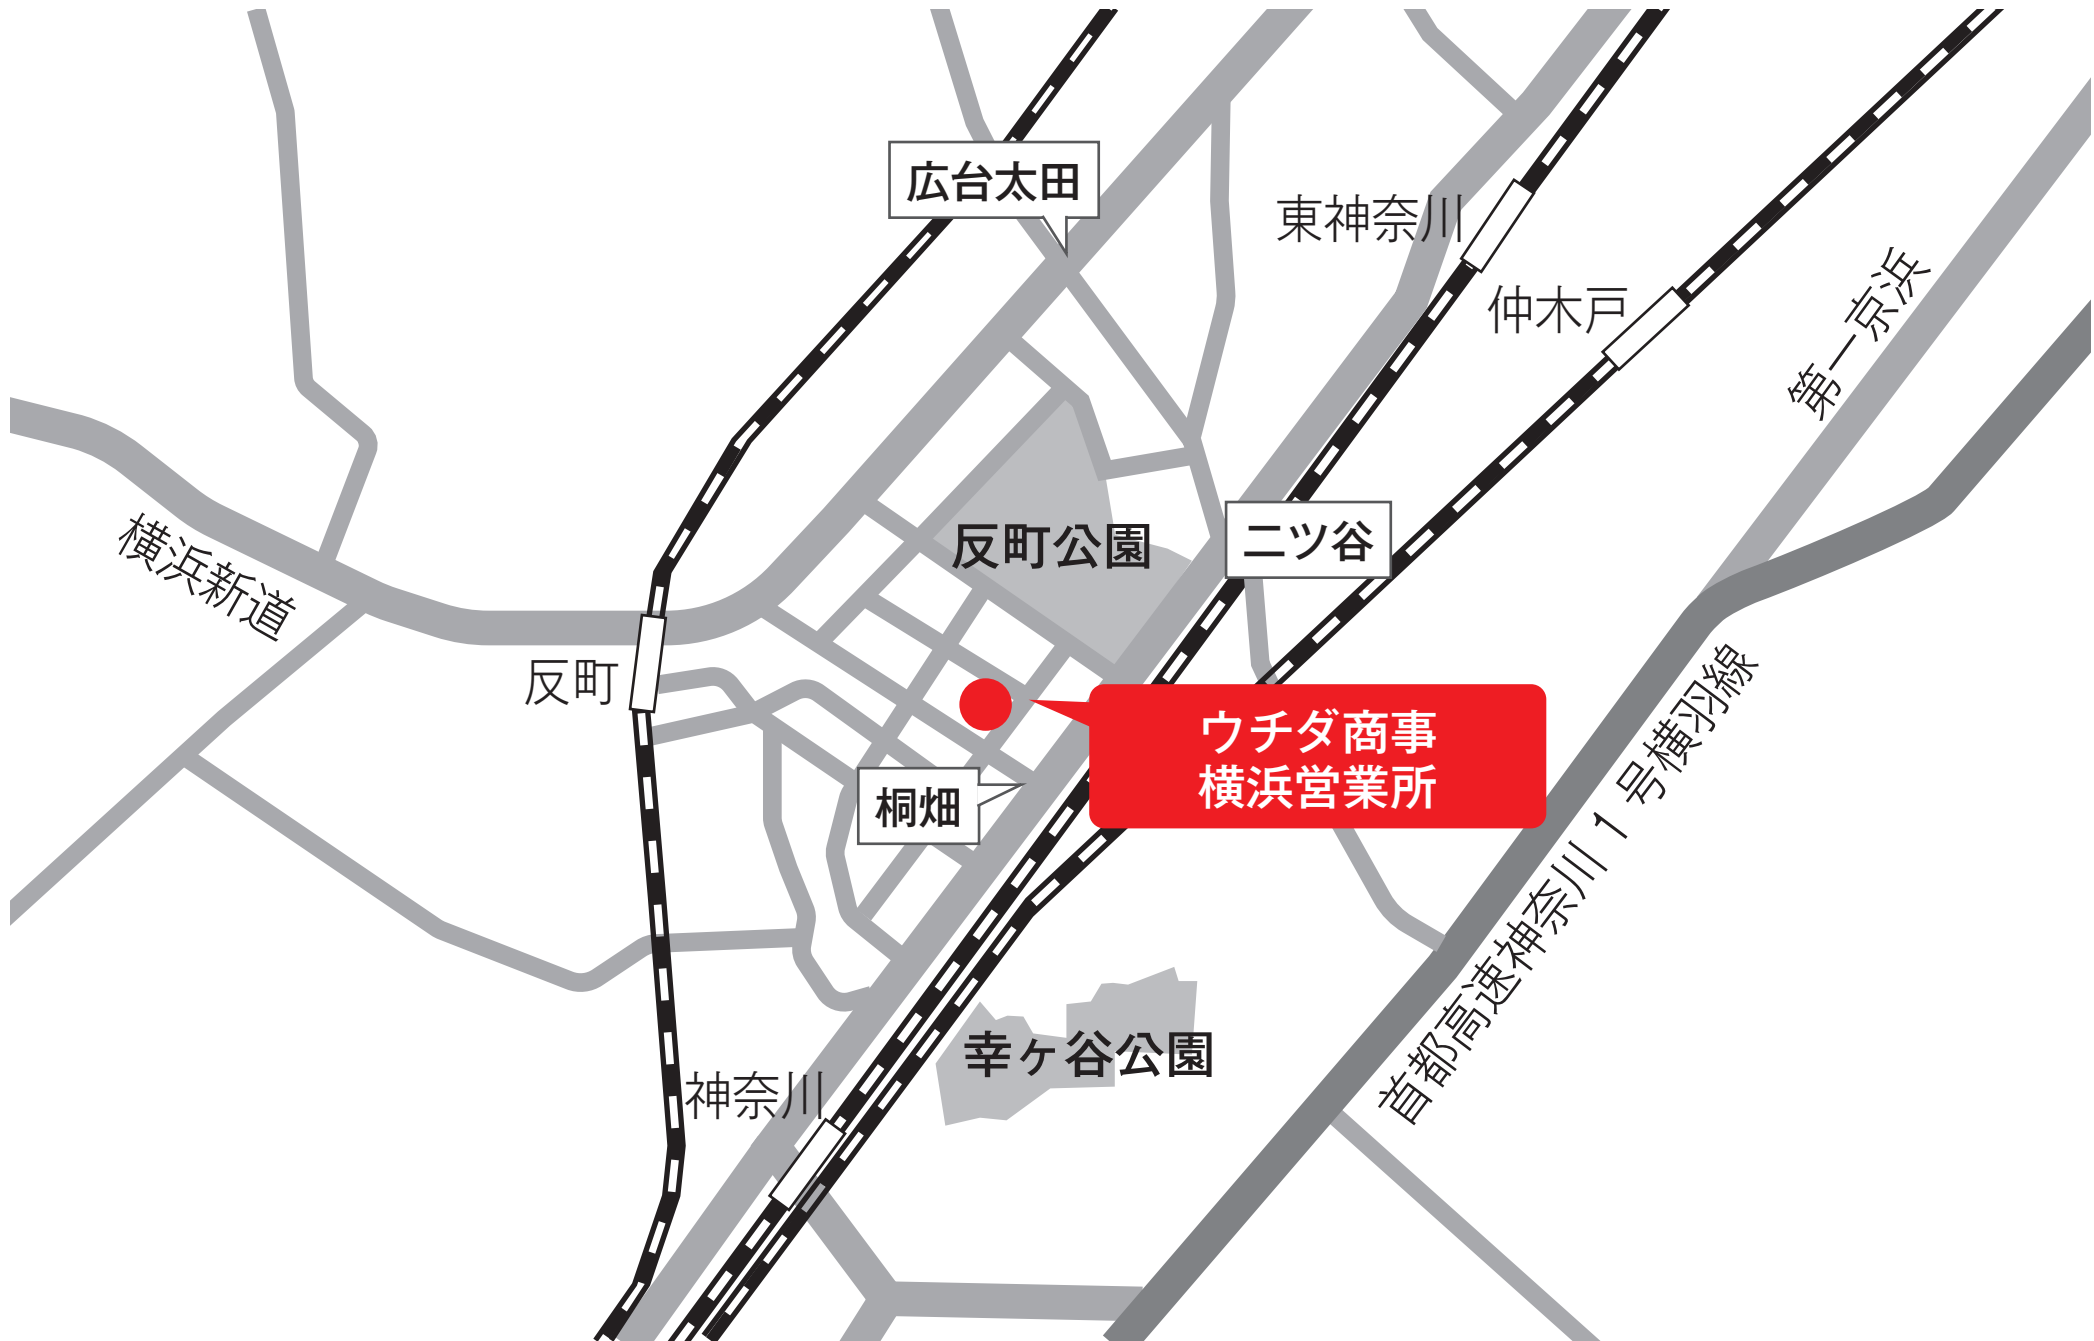 広台太田
東神奈川
仲木戸
第一京浜
横浜新道
反町公園
二ツ谷
反町
ウチダ商事
横浜営業所
桐畑
首都高速神奈川1号横羽線
幸ヶ谷公園
神奈川